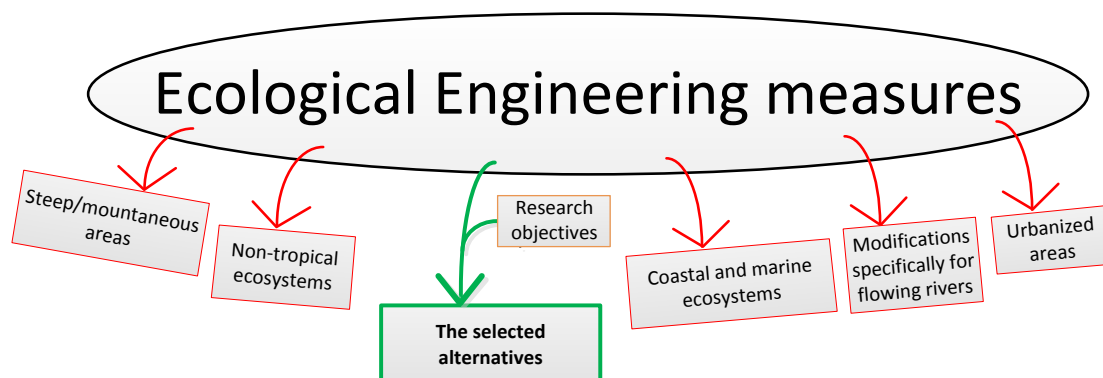 Ecological Engineering measures
Steep/mountaneous
areas
Non-tropical
ecosystems
Research
objectives
The selected
alternatives
Coastal and marine
ecosystems
Modifications
specifically for
flowing rivers
Urbanized
areas